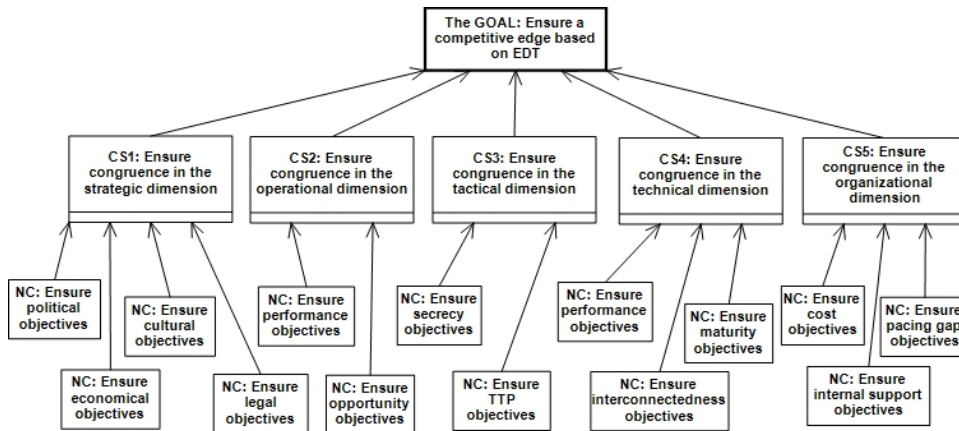 The GOAL: Ensure a
competitive edge based
on EDT
CS1: Ensure
congruence in the
strategic dimension
CS2: Ensure
congruence in the
operational dimension
CS3: Ensure
congruence in the
tactical dimension
CS4: Ensure
congruence in the
technical dimension
CS5: Ensure
congruence in the
organizational
dimension
NC: Ensure
political
objectives
NC: Ensure
cultural
objectives
NC: Ensure
performance
objectives
NC: Ensure
secrecy
objectives
NC: Ensure
performance
objectives
NC: Ensure
maturity
objectives
NC: Ensure
cost
objectives
NC: Ensure
pacing gap
objectives
NC: Ensure
economical
objectives
NC: Ensure
legal
objectives
NC: Ensure
opportunity
objectives
NC: Ensure
TTP
objectives
NC: Ensure
interconnectedness
objectives
NC: Ensure
internal support
objectives